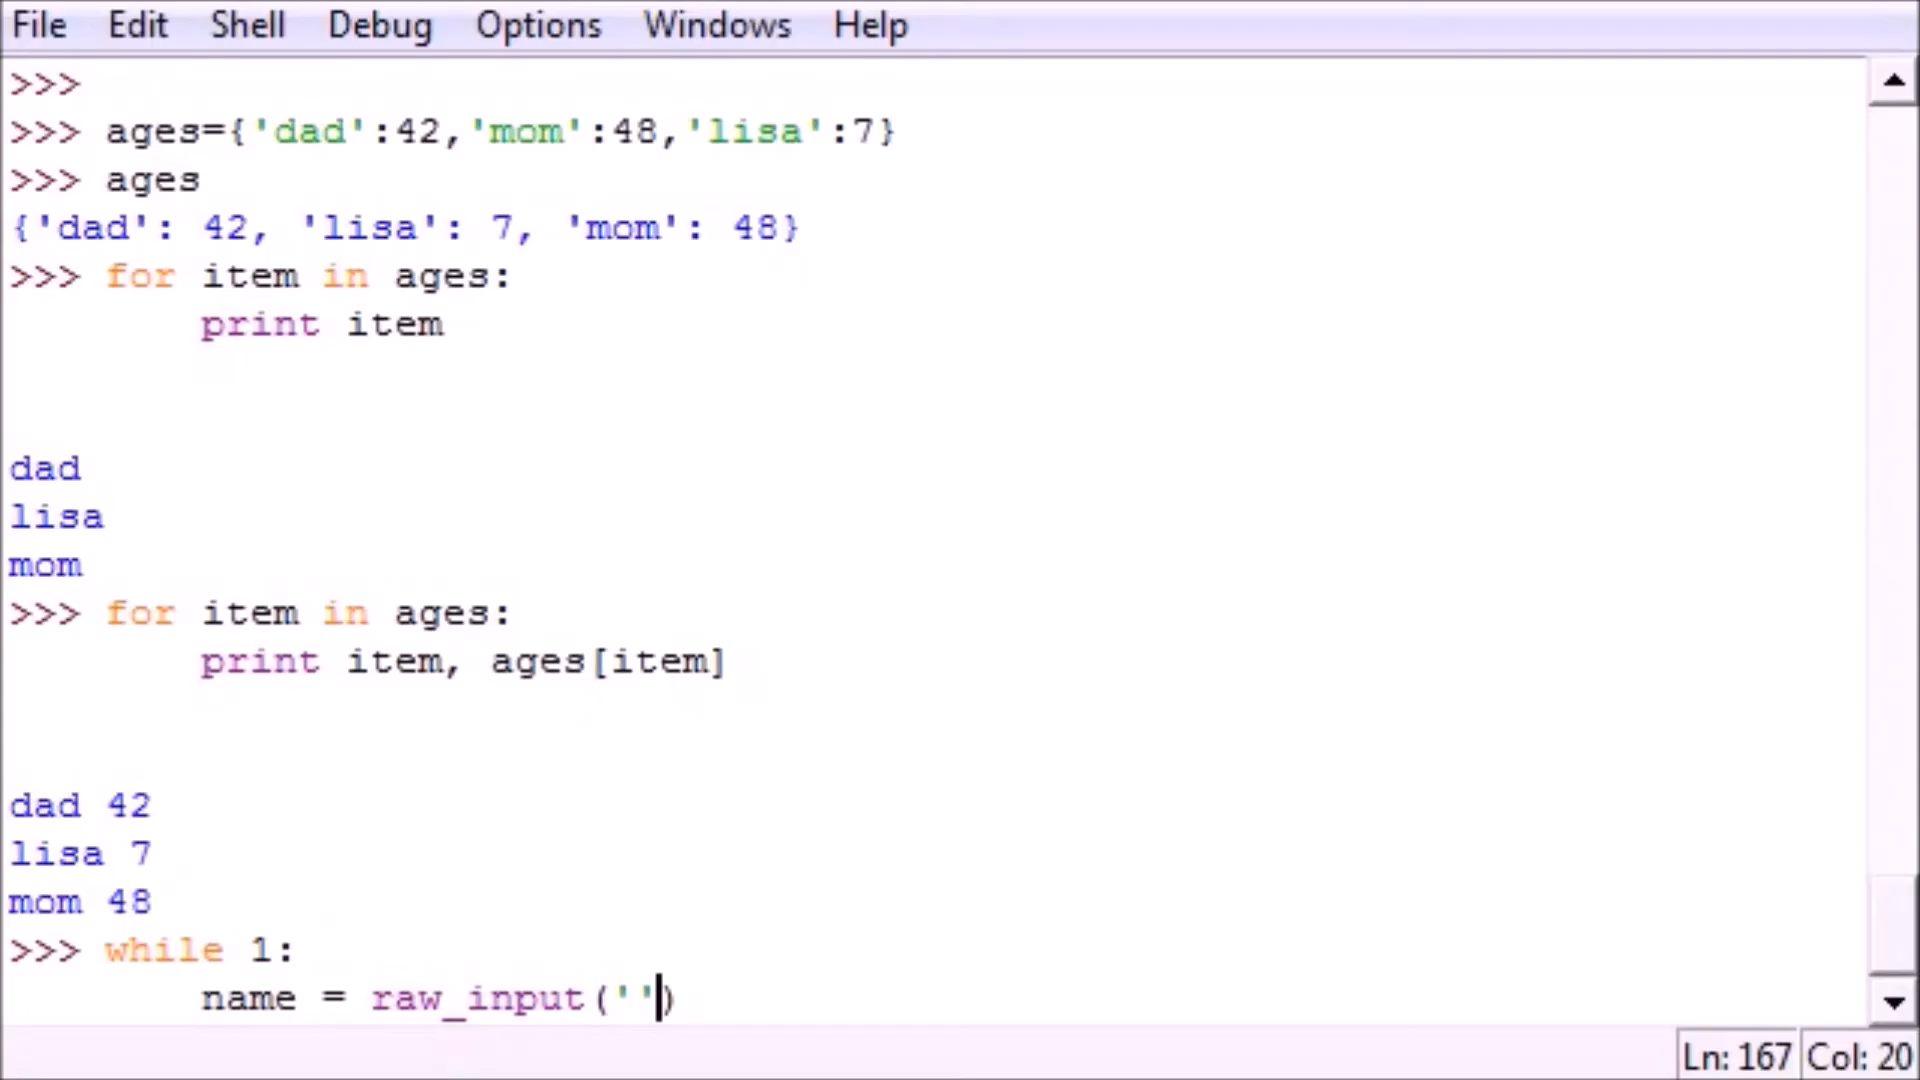 File Edit Shell Debug Options Windows Help
>>>
>>> ages={'dad':42,'mom':48,'lisa':7}
>>> ages
{'dad': 42, 'lisa': 7, 'mom': 48}
>>> for item in ages:
        print item
dad
lisa
mom
>>> for item in ages:
        print item, ages[item]
dad 42
lisa 7
mom 48
>>> while 1:
        name = raw_input('')
Ln: 167 Col: 20